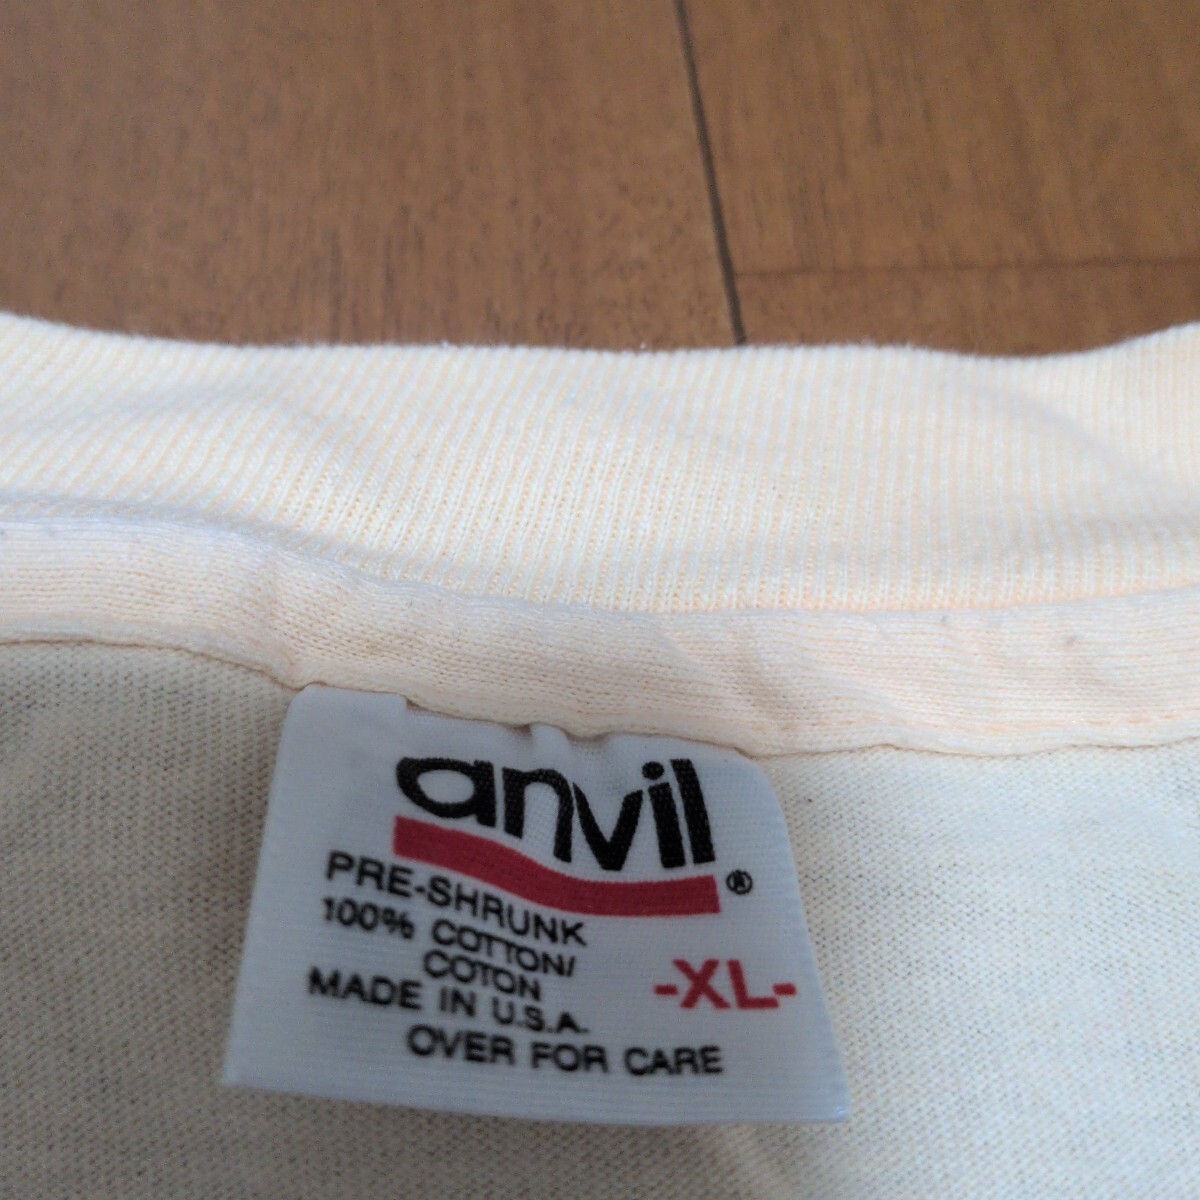 anvil®
PRE-SHRUNK
100% COTTON/
COTON
-XL-
MADE IN U.S.A.
OVER FOR CARE